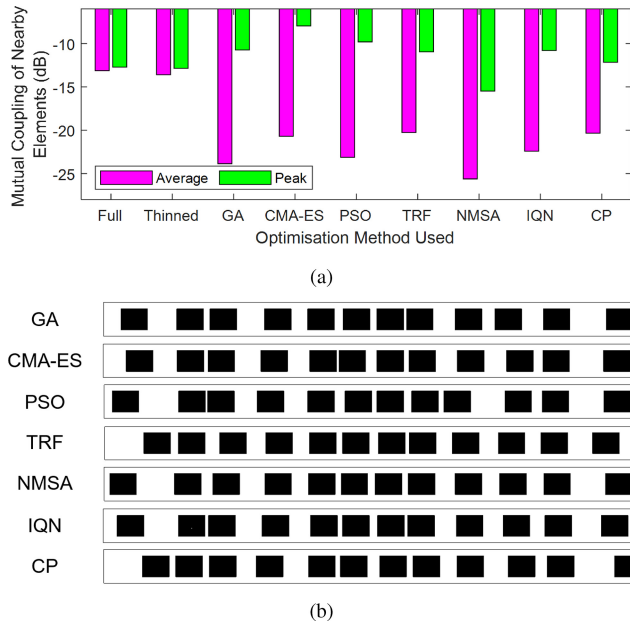 -10
-15
-20
-25
Mutual Coupling of Nearby
Elements (dB)
Average Peak
Full Thinned GA CMA-ES PSO TRF NMSA IQN CP
Optimisation Method Used
(a)
GA
CMA-ES
PSO
TRF
NMSA
IQN
CP
(b)